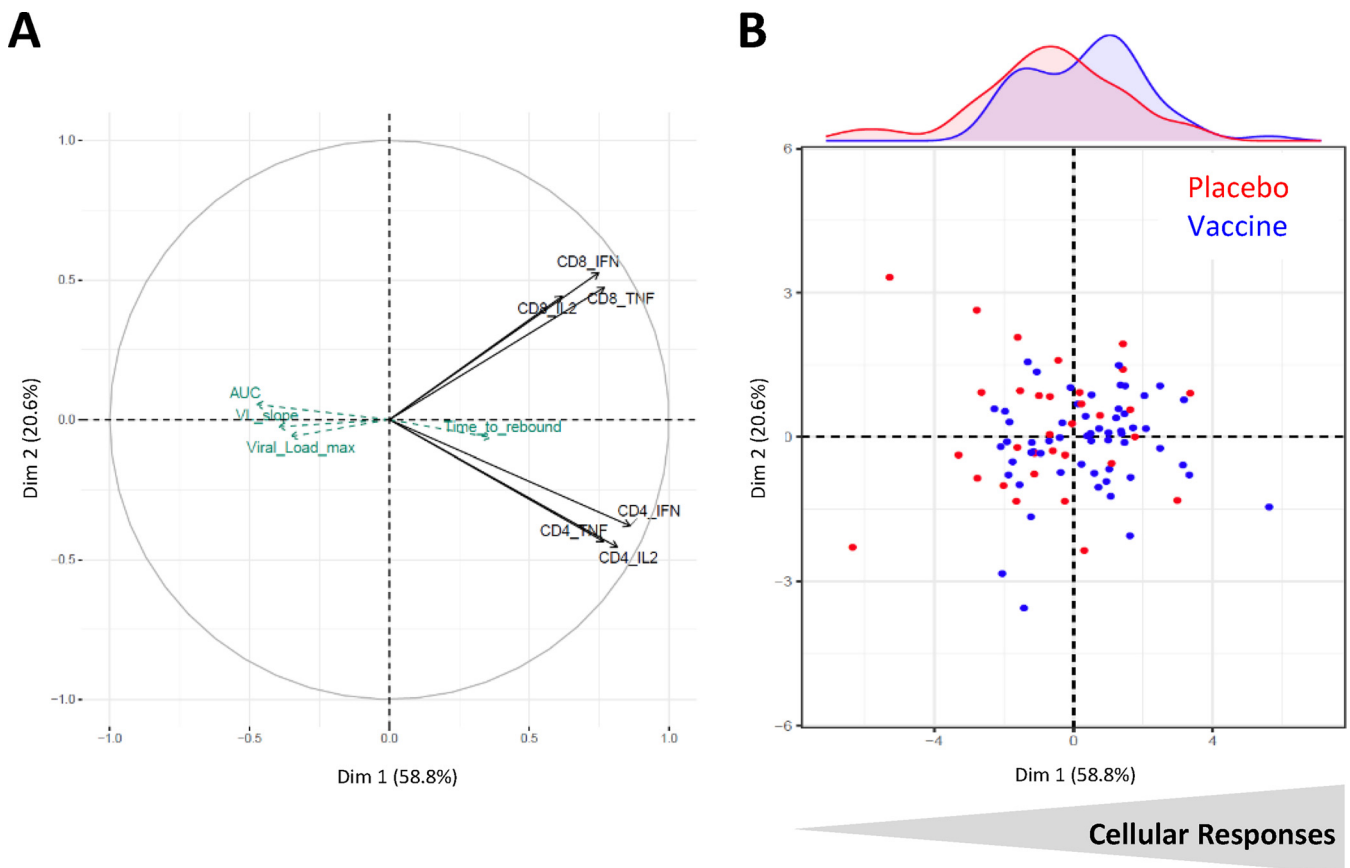 A
1.0
0.5
0.0
−0.5
−1.0
Dim 2 (20.6%)
CD8_IFN
CD8_TNF
CD8_IL2
AUC
VL_slope
Viral_Load_max
Time_to_rebound
CD4_IFN
CD4_TNF
CD4_IL2
−1.0 −0.5 0.0 0.5 1.0
Dim 1 (58.8%)
B
6
3
0
−3
−6
Dim 2 (20.6%)
Placebo
Vaccine
−4 0 4
Dim 1 (58.8%)
Cellular Responses